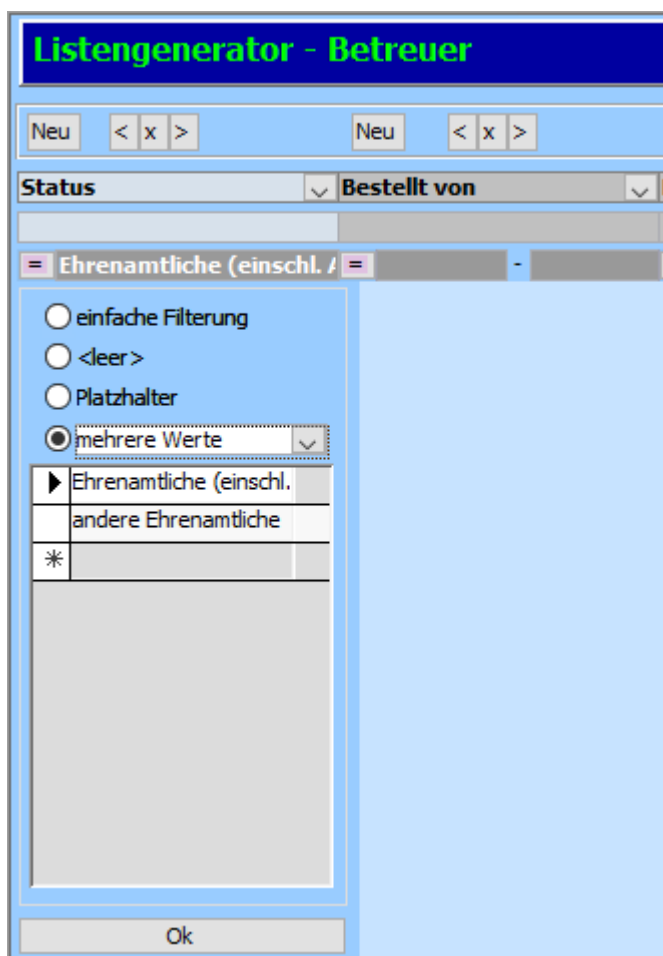 Listengenerator - Betreuer
Neu < x > Neu < x >
Status Bestellt von
= Ehrenamtliche (einschl. = -
einfache Filterung
<leer>
Platzhalter
mehrere Werte
Ehrenamtliche (einschl.
andere Ehrenamtliche
*
Ok